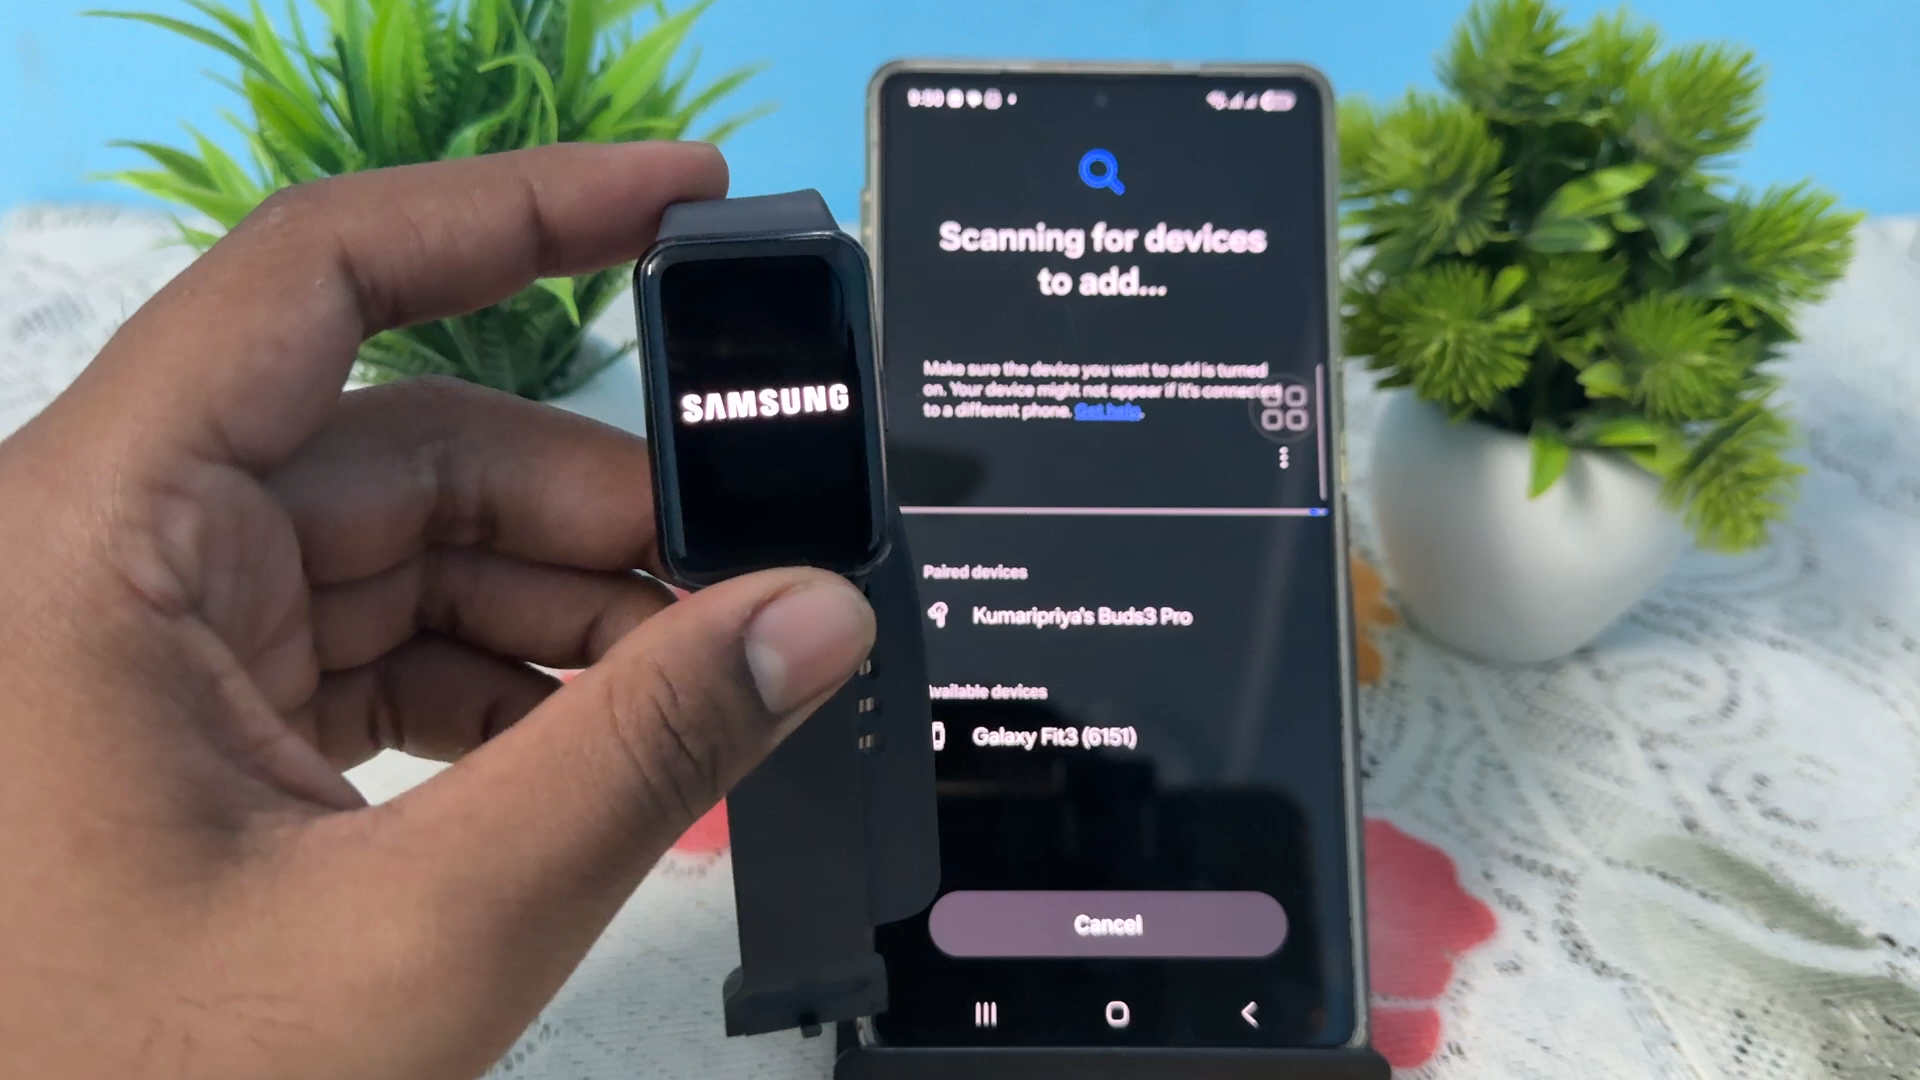 SAMSUNG
Scanning for devices
to add...
Make sure the device you want to add is turned
on. Your device might not appear if it's connected
to a different phone. Get help.
Paired devices
Kumaripriya's Buds3 Pro
Available devices
Galaxy Fit3 (6151)
Cancel